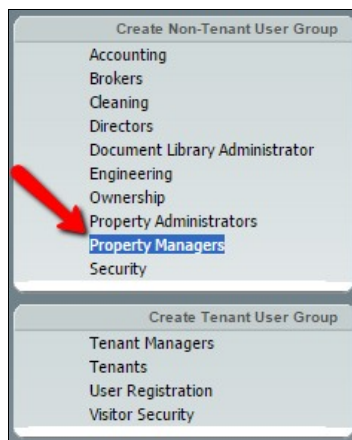 Create Non-Tenant User Group
Accounting
Brokers
Cleaning
Directors
Document Library Administrator
Engineering
Ownership
Property Administrators
Property Managers
Security
Create Tenant User Group
Tenant Managers
Tenants
User Registration
Visitor Security